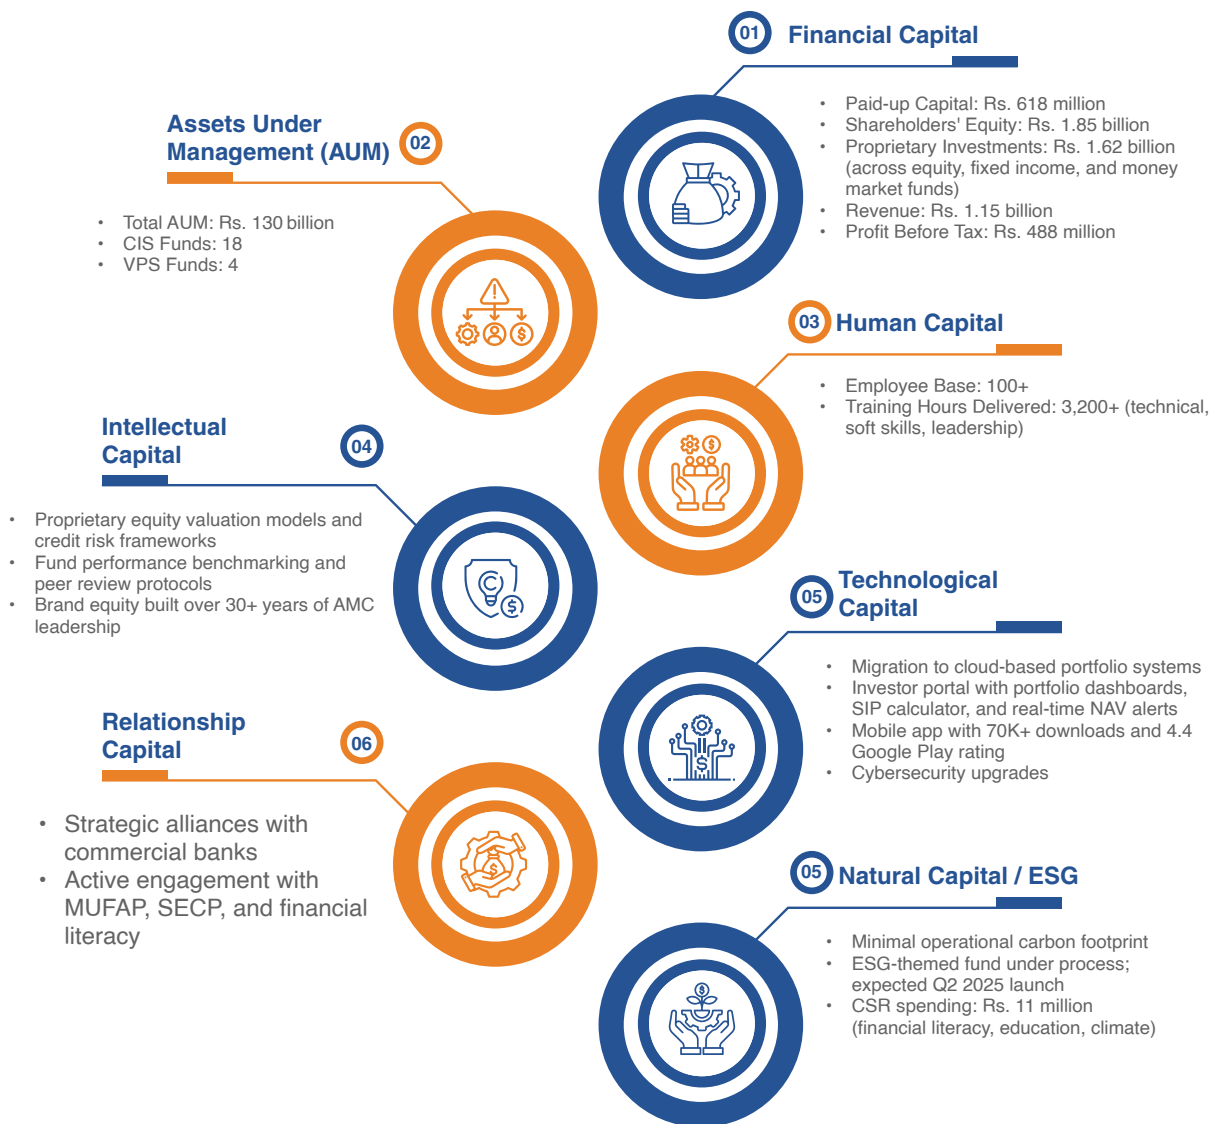 01
Financial Capital
• Paid-up Capital: Rs. 618 million
• Shareholders' Equity: Rs. 1.85 billion
• Proprietary Investments: Rs. 1.62 billion
(across equity, fixed income, and money
market funds)
• Revenue: Rs. 1.15 billion
• Profit Before Tax: Rs. 488 million
Assets Under
Management (AUM)
02
• Total AUM: Rs. 130 billion
• CIS Funds: 18
• VPS Funds: 4
03
Human Capital
• Employee Base: 100+
• Training Hours Delivered: 3,200+ (technical,
soft skills, leadership)
Intellectual
Capital
04
• Proprietary equity valuation models and
credit risk frameworks
• Fund performance benchmarking and
peer review protocols
• Brand equity built over 30+ years of AMC
leadership
05
Technological
Capital
• Migration to cloud-based portfolio systems
• Investor portal with portfolio dashboards,
SIP calculator, and real-time NAV alerts
• Mobile app with 70K+ downloads and 4.4
Google Play rating
• Cybersecurity upgrades
Relationship
Capital
06
• Strategic alliances with
commercial banks
• Active engagement with
MUFAP, SECP, and financial
literacy
05
Natural Capital / ESG
• Minimal operational carbon footprint
• ESG-themed fund under process;
expected Q2 2025 launch
• CSR spending: Rs. 11 million
(financial literacy, education, climate)